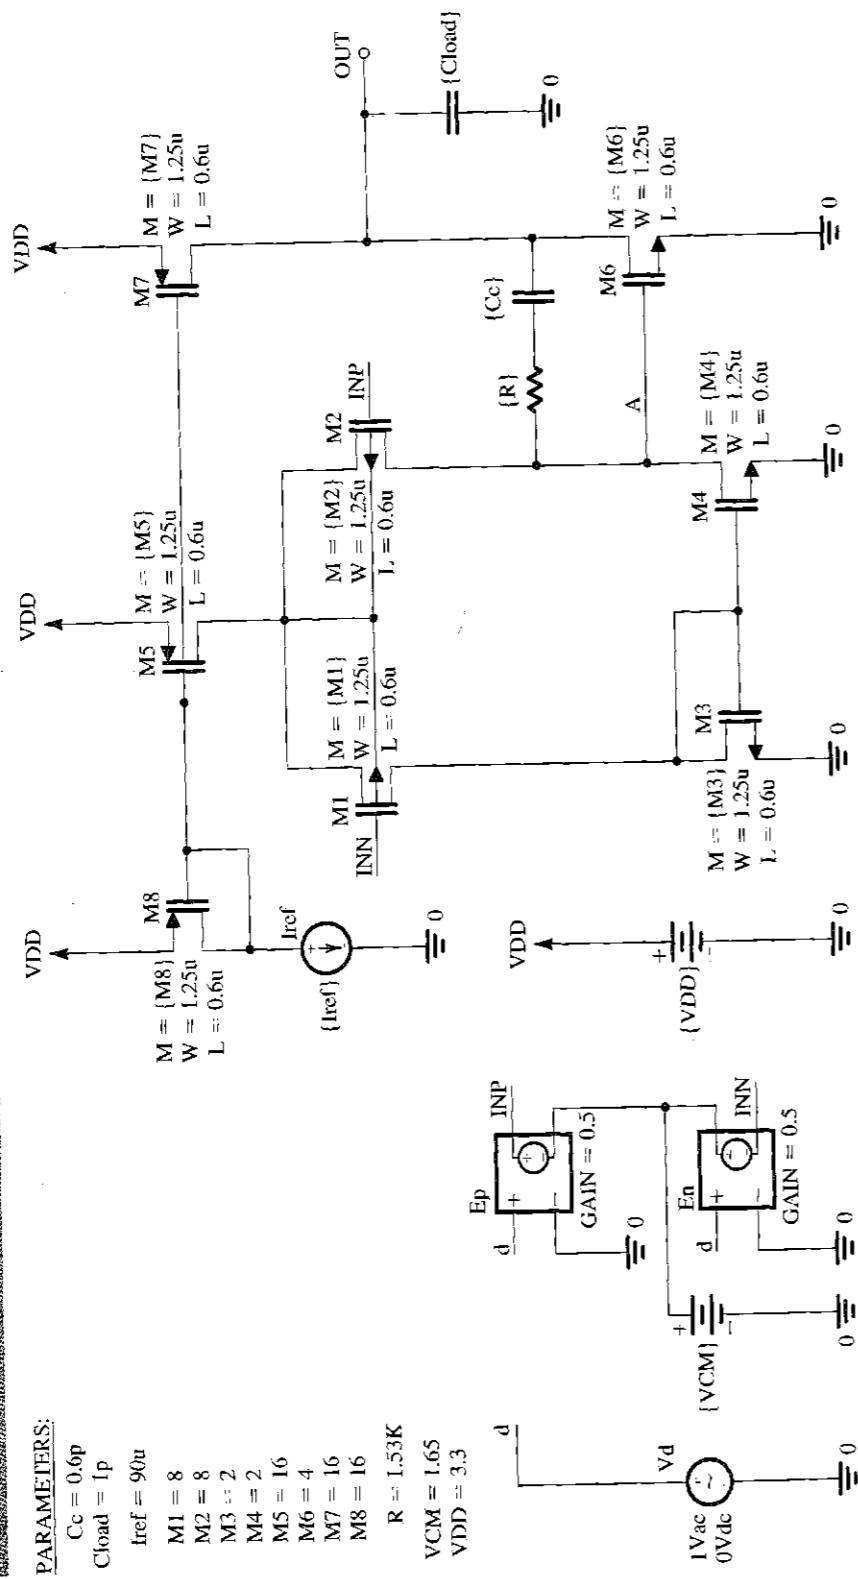 PARAMETERS:
Cc = 0.6p
Cload = 1p
Iref = 90u
M1 = 8
M2 = 8
M3 = 2
M4 = 2
M5 = 16
M6 = 4
M7 = 16
M8 = 16
R = 1.53K
VCM = 1.65
VDD = 3.3
VDD
M8
M = {M8}
W = 1.25u
L = 0.6u
Iref
{Iref}
0
VDD
M5
M = {M5}
W = 1.25u
L = 0.6u
VDD
M7
M = {M7}
W = 1.25u
L = 0.6u
INN
M1
M = {M1}
W = 1.25u
L = 0.6u
M2
INP
M = {M2}
W = 1.25u
L = 0.6u
OUT
{Cload}
0
{R}
{Cc}
A
M3
M = {M3}
W = 1.25u
L = 0.6u
0
M4
M = {M4}
W = 1.25u
L = 0.6u
0
M6
M = {M6}
W = 1.25u
L = 0.6u
0
d
Vd
1Vac
0Vdc
0
+
{VCM}
0
Ep
d
INP
GAIN = 0.5
0
En
d
INN
GAIN = 0.5
0
VDD
+
{VDD}
0